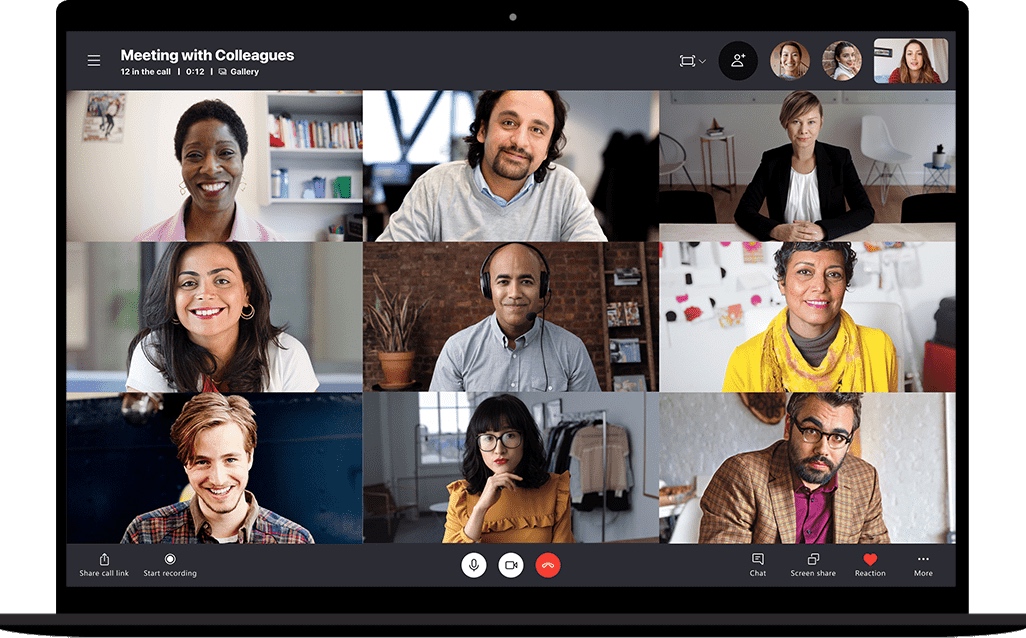 Meeting with Colleagues
12 in the call | 0:12 | Gallery
Share call link
Start recording
Chat
Screen share
Reaction
More